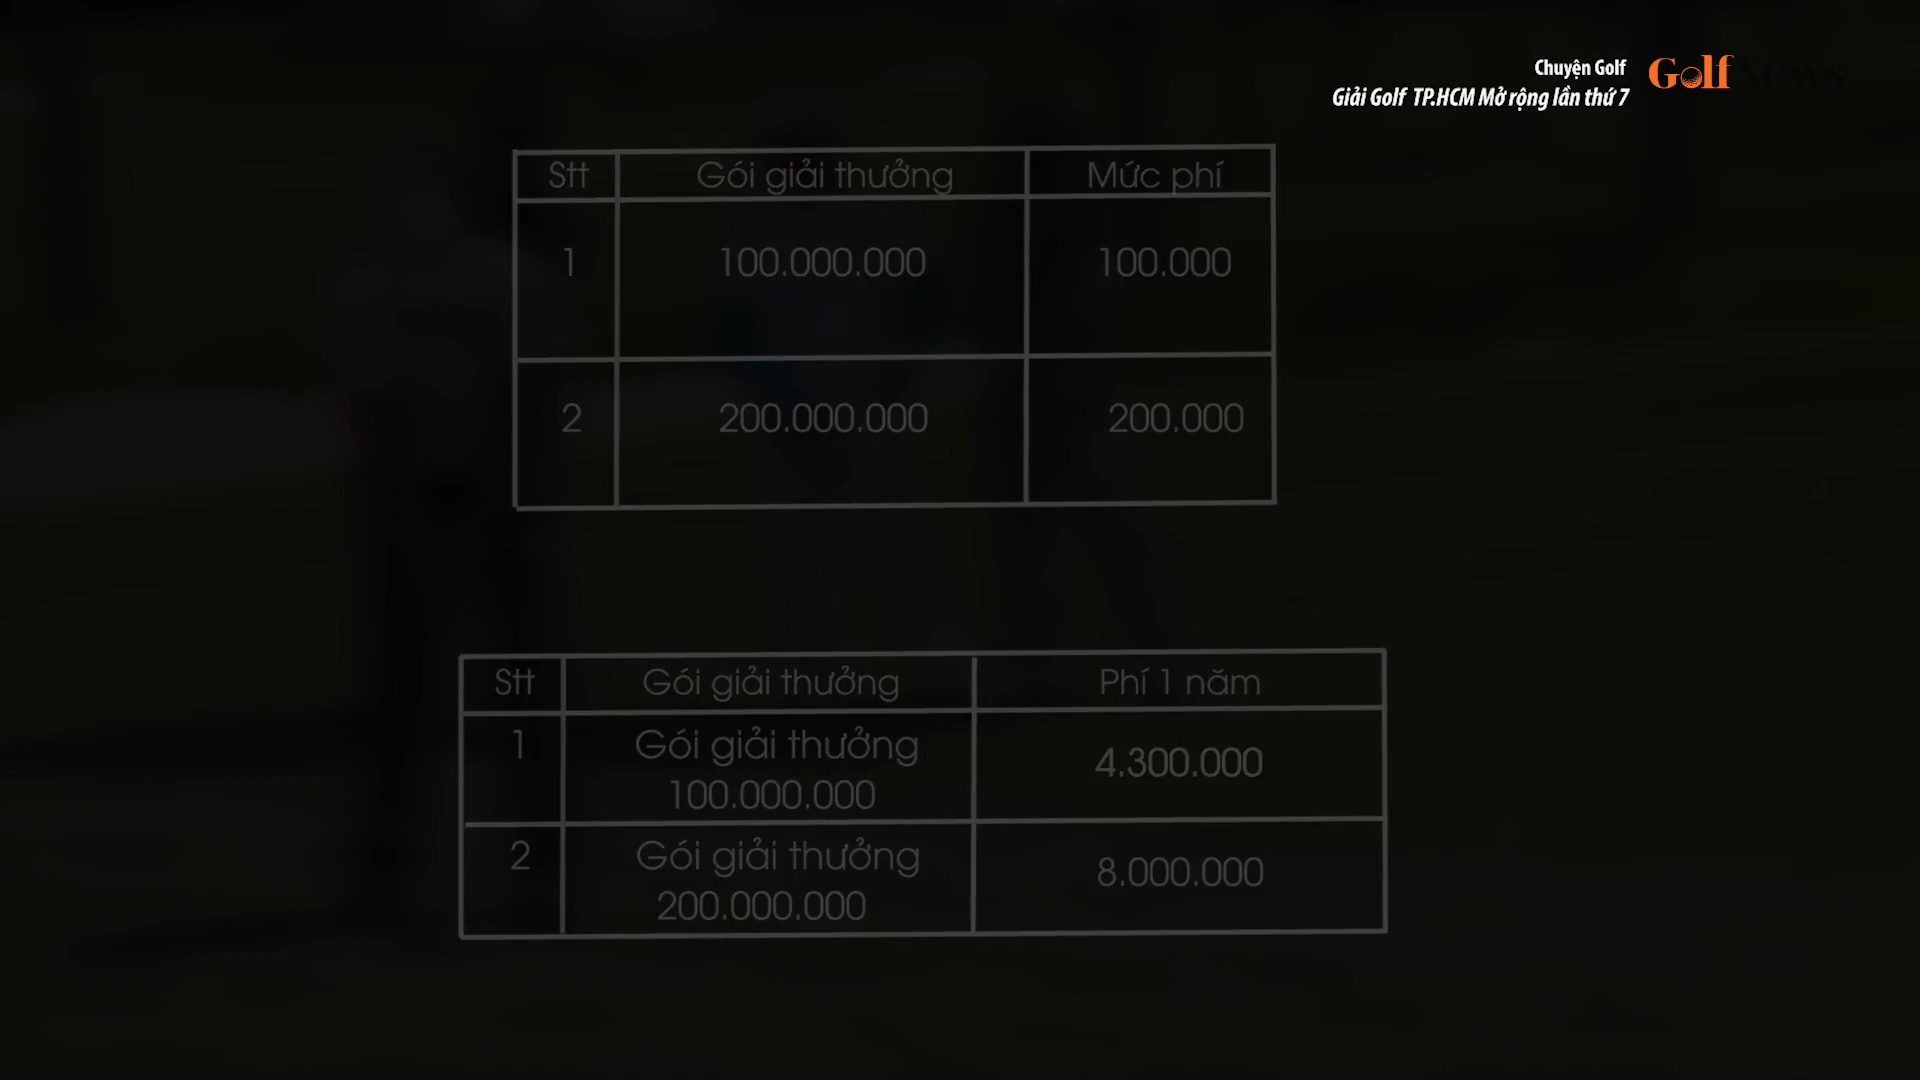 Chuyện Golf
Giải Golf TP.HCM Mở rộng lần thứ 7
Golf News
Stt Gói giải thưởng Mức phí
1 100.000.000 100.000
2 200.000.000 200.000
Stt Gói giải thưởng Phí 1 năm
1 Gói giải thưởng 4.300.000
100.000.000
2 Gói giải thưởng 8.000.000
200.000.000